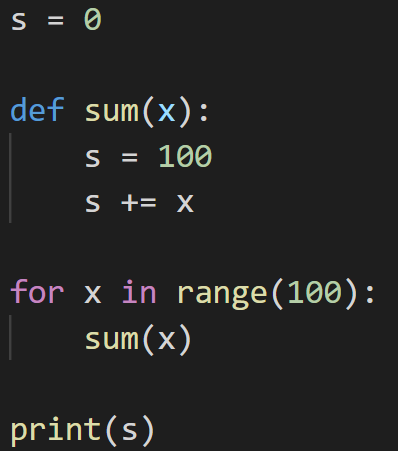 s = 0
def sum(x):
    s = 100
    s += x
for x in range(100):
    sum(x)
print(s)